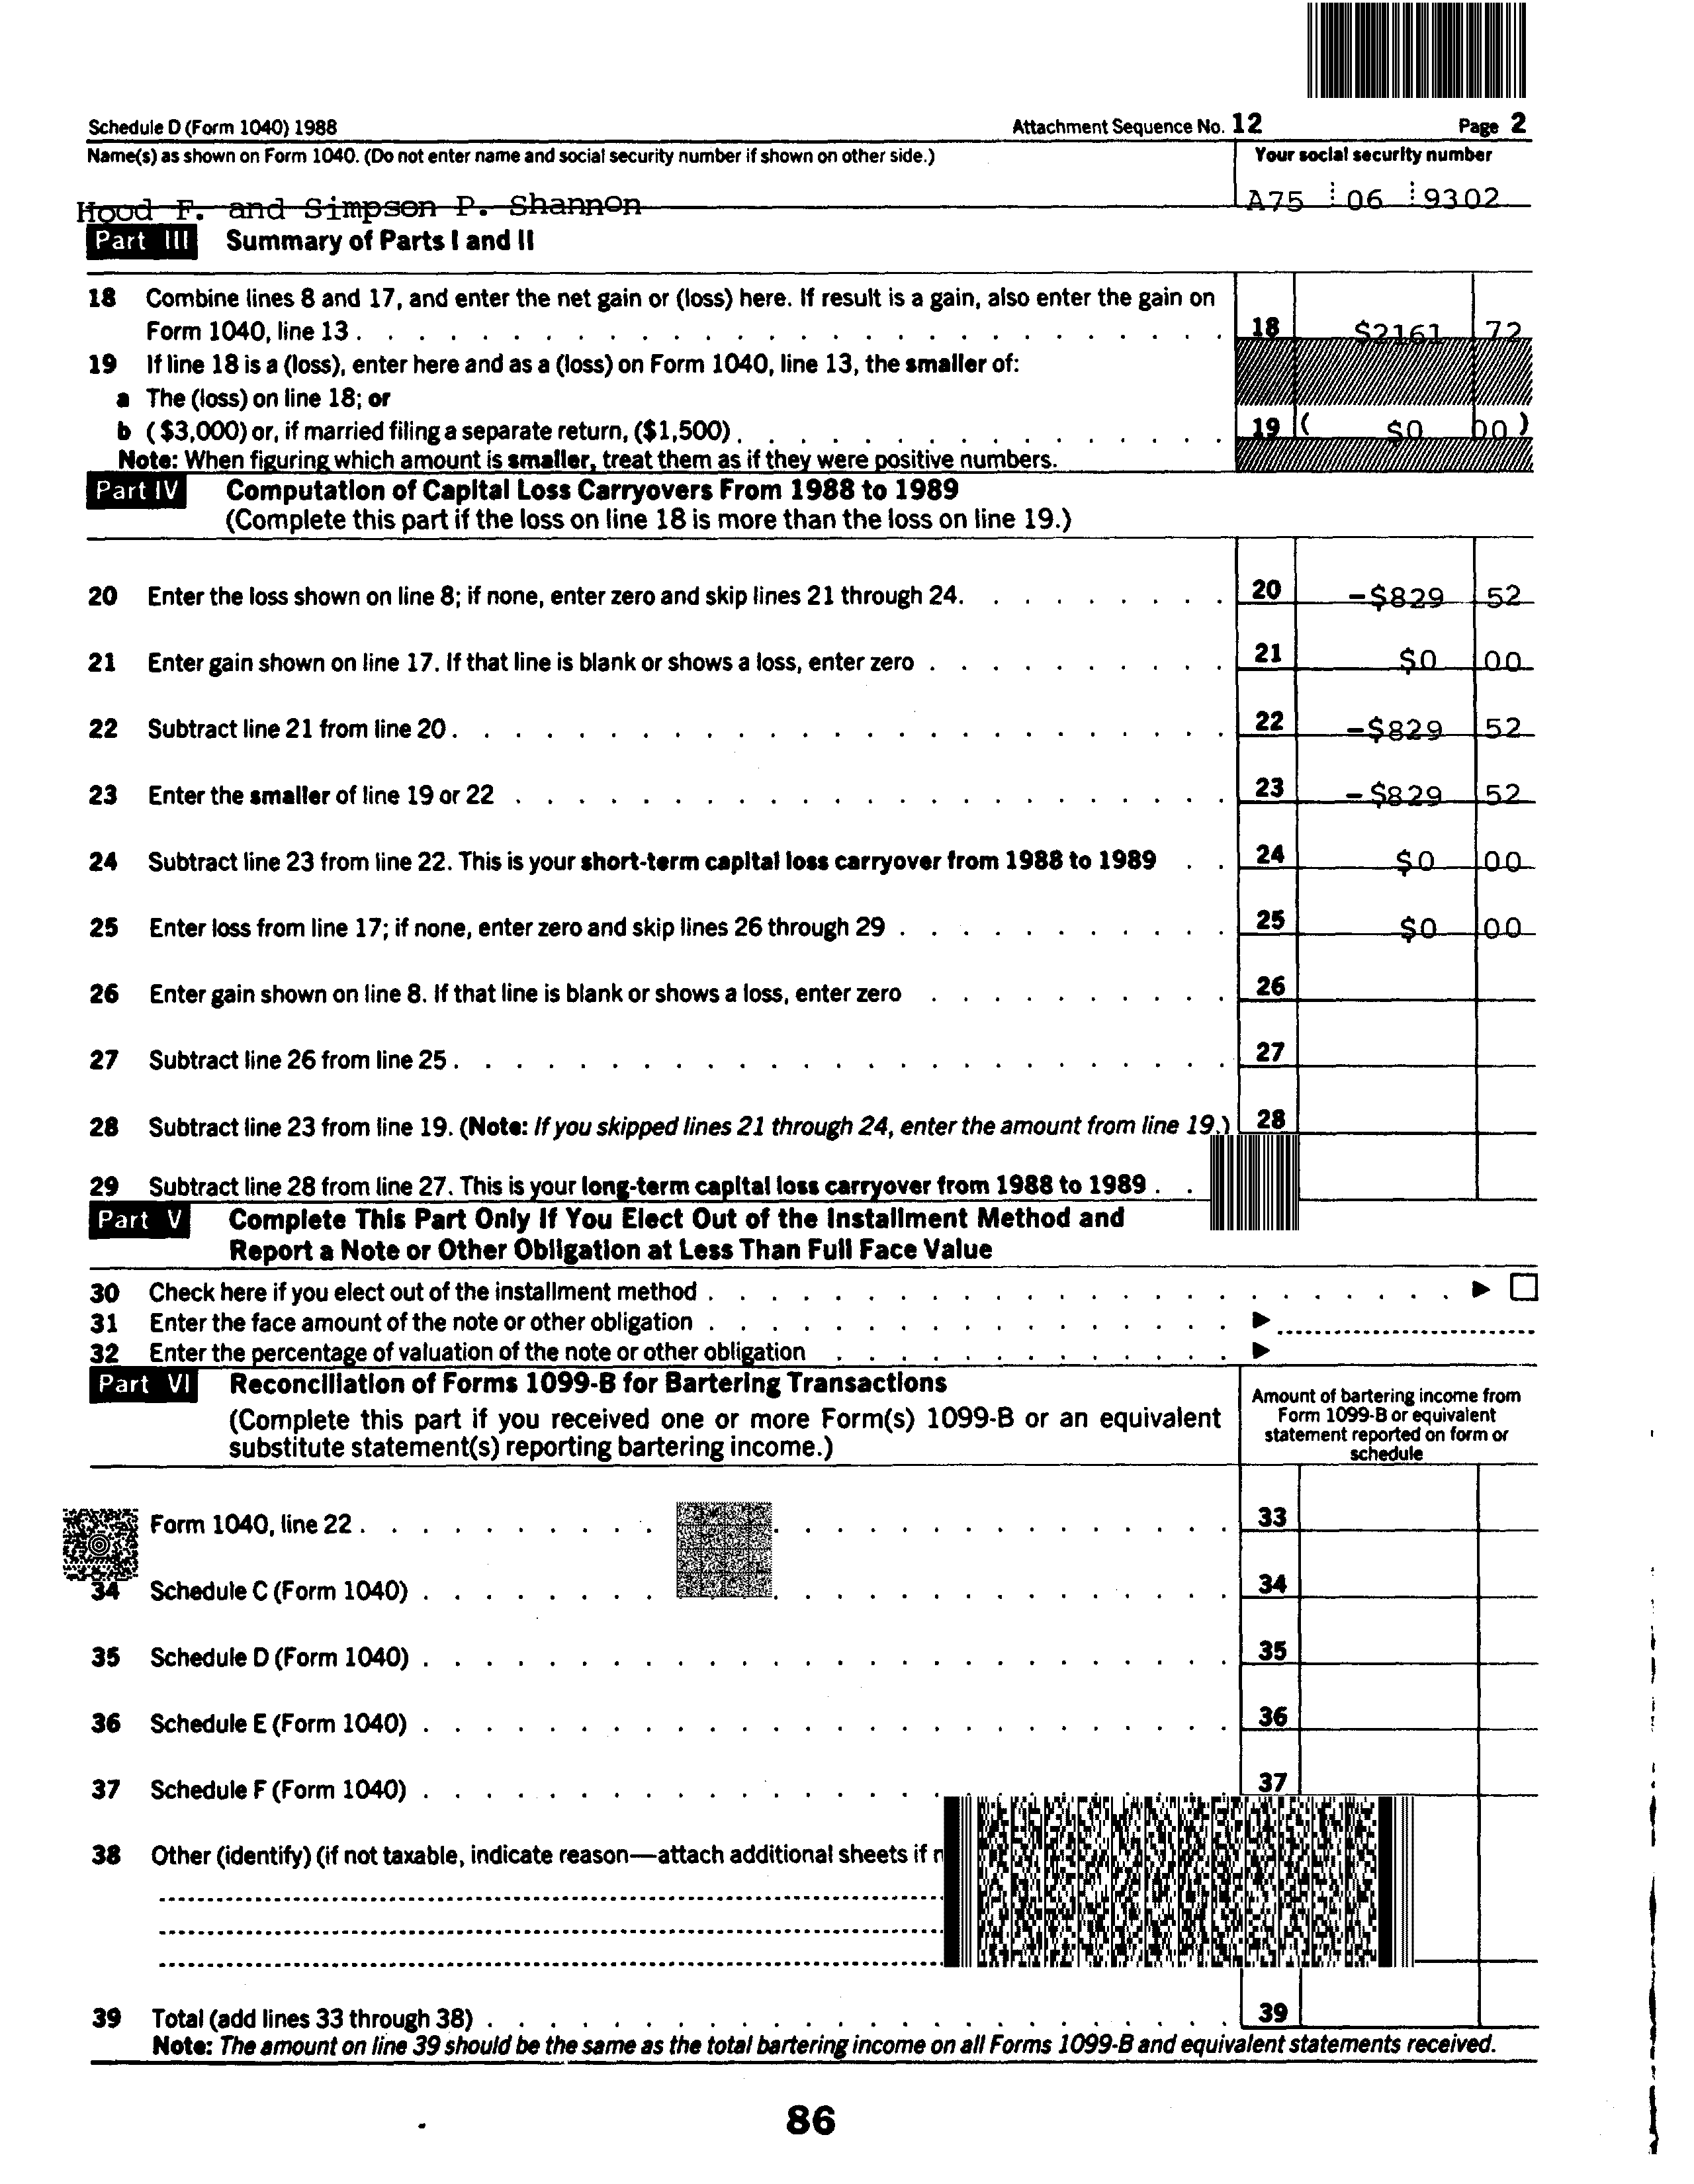 Schedule D (Form 1040) 1988 Attachment Sequence No. 12 Page 2
Name(s) as shown on Form 1040. (Do not enter name and social security number if shown on other side.) Your social security number
Hood F. and Simpson P. Shannon A75 06 9302
Part III Summary of Parts I and II
18 Combine lines 8 and 17, and enter the net gain or (loss) here. If result is a gain, also enter the gain on
Form 1040, line 13 . . . . . . . . . . . . . . . . . . . . . . . . . . . . 18 $2161 72
19 If line 18 is a (loss), enter here and as a (loss) on Form 1040, line 13, the smaller of:
a The (loss) on line 18; or
b ($3,000) or, if married filing a separate return, ($1,500) . . . . . . . . . . . . . . . . 19 ( $0 00 )
Note: When figuring which amount is smaller, treat them as if they were positive numbers.
Part IV Computation of Capital Loss Carryovers From 1988 to 1989
(Complete this part if the loss on line 18 is more than the loss on line 19.)
20 Enter the loss shown on line 8; if none, enter zero and skip lines 21 through 24. . . . . . . . . 20 -$829 52
21 Enter gain shown on line 17. If that line is blank or shows a loss, enter zero . . . . . . . . . . 21 $0 00
22 Subtract line 21 from line 20 . . . . . . . . . . . . . . . . . . . . . . . . . 22 -$829 52
23 Enter the smaller of line 19 or 22 . . . . . . . . . . . . . . . . . . . . . . . 23 -$829 52
24 Subtract line 23 from line 22. This is your short-term capital loss carryover from 1988 to 1989 . . 24 $0 00
25 Enter loss from line 17; if none, enter zero and skip lines 26 through 29 . . . . . . . . . . . 25 $0 00
26 Enter gain shown on line 8. If that line is blank or shows a loss, enter zero . . . . . . . . . . 26
27 Subtract line 26 from line 25 . . . . . . . . . . . . . . . . . . . . . . . . . 27
28 Subtract line 23 from line 19. (Note: If you skipped lines 21 through 24, enter the amount from line 19.) 28
29 Subtract line 28 from line 27. This is your long-term capital loss carryover from 1988 to 1989 . .
Part V Complete This Part Only If You Elect Out of the Installment Method and
Report a Note or Other Obligation at Less Than Full Face Value
30 Check here if you elect out of the installment method . . . . . . . . . . . . . . . . . . . . . . . . ▶ ☐
31 Enter the face amount of the note or other obligation . . . . . . . . . . . . . . . . . ▶
32 Enter the percentage of valuation of the note or other obligation . . . . . . . . . . . . . ▶
Part VI Reconciliation of Forms 1099-B for Bartering Transactions
(Complete this part if you received one or more Form(s) 1099-B or an equivalent
substitute statement(s) reporting bartering income.)
Amount of bartering income from
Form 1099-B or equivalent
statement reported on form or
schedule
Form 1040, line 22 . . . . . . . . . . . . . . . . . . . . . . . . 33
34 Schedule C (Form 1040) . . . . . . . . . . . . . . . . . . . . . . 34
35 Schedule D (Form 1040) . . . . . . . . . . . . . . . . . . . . . . . . . . 35
36 Schedule E (Form 1040) . . . . . . . . . . . . . . . . . . . . . . . . . . 36
37 Schedule F (Form 1040) . . . . . . . . . . . . . . . . . . . . . . . . . . 37
38 Other (identify) (if not taxable, indicate reason—attach additional sheets if
39 Total (add lines 33 through 38) . . . . . . . . . . . . . . . . . . . . . . . . 39
Note: The amount on line 39 should be the same as the total bartering income on all Forms 1099-B and equivalent statements received.
86